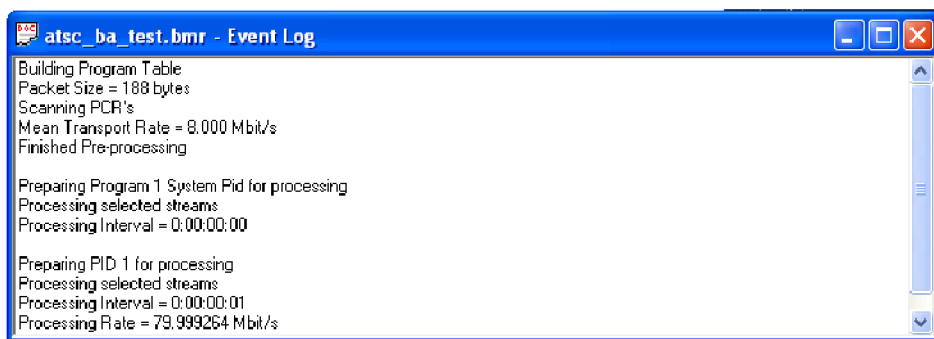 atsc_ba_test.bmr - Event Log
Building Program Table
Packet Size = 188 bytes
Scanning PCR's
Mean Transport Rate = 8.000 Mbit/s
Finished Pre-processing
Preparing Program 1 System Pid for processing
Processing selected streams
Processing Interval = 0:00:00:00
Preparing PID 1 for processing
Processing selected streams
Processing Interval = 0:00:00:01
Processing Rate = 79.999264 Mbit/s